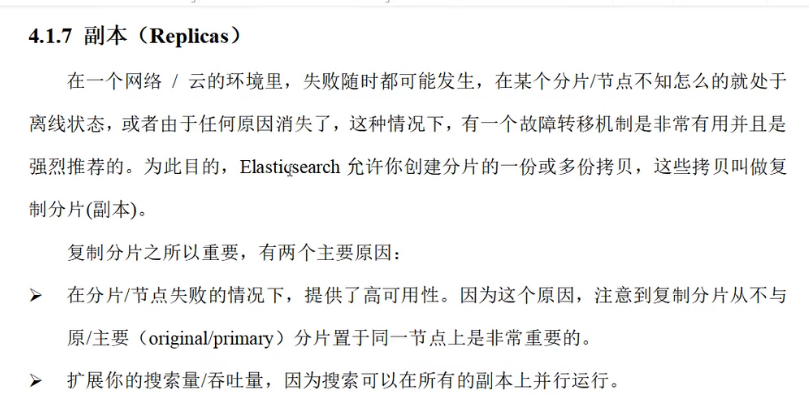 4.1.7 副本（Replicas）
在一个网络 / 云的环境里，失败随时都可能发生，在某个分片/节点不知怎么的就处于
离线状态，或者由于任何原因消失了，这种情况下，有一个故障转移机制是非常有用并且是
强烈推荐的。为此目的，Elasticsearch 允许你创建分片的一份或多份拷贝，这些拷贝叫做复
制分片(副本)。
复制分片之所以重要，有两个主要原因：
➢ 在分片/节点失败的情况下，提供了高可用性。因为这个原因，注意到复制分片从不与
原/主要（original/primary）分片置于同一节点上是非常重要的。
➢ 扩展你的搜索量/吞吐量，因为搜索可以在所有的副本上并行运行。